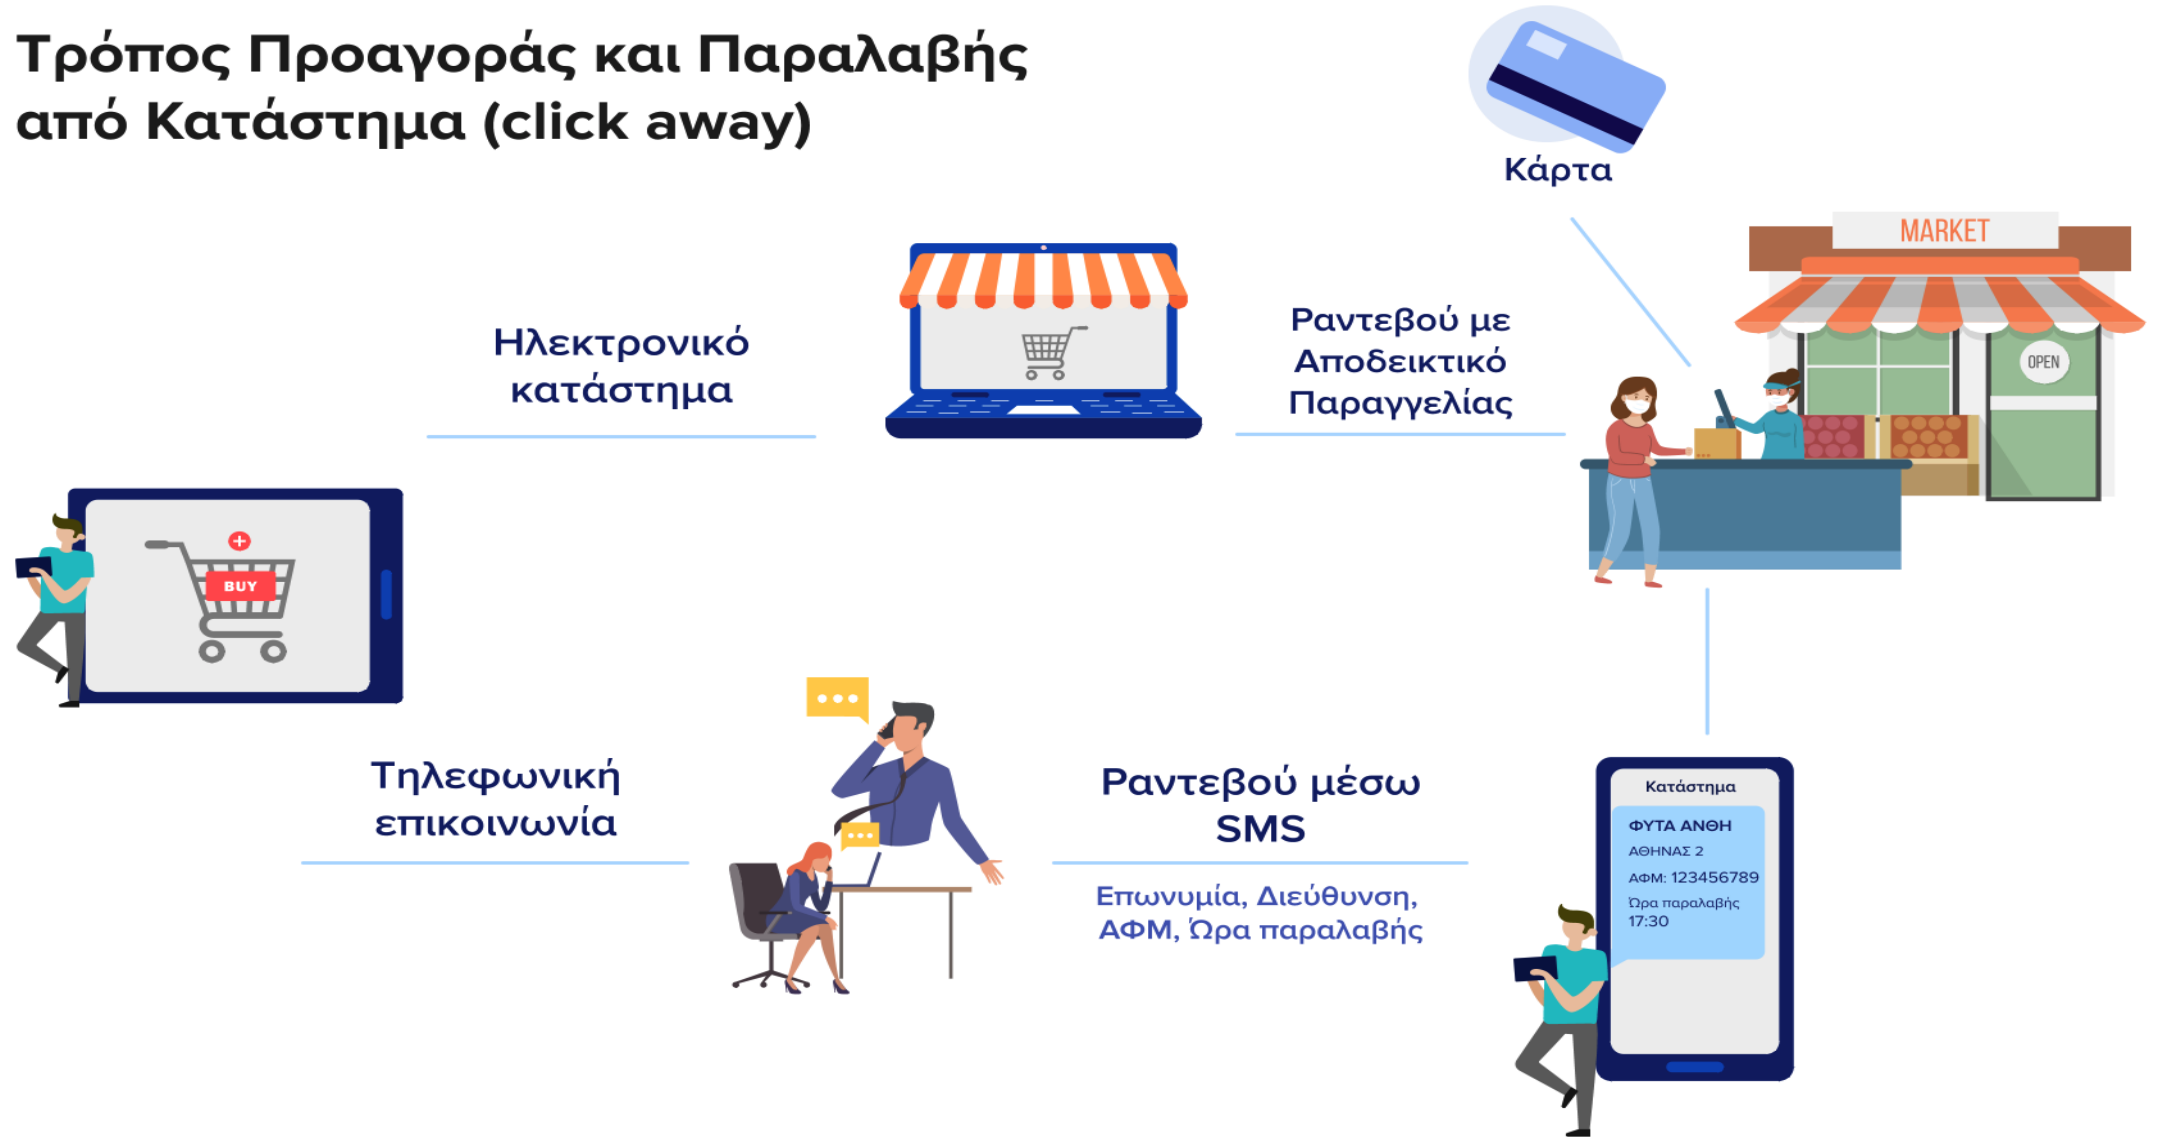 Τρόπος Προαγοράς και Παραλαβής
από Κατάστημα (click away)
Κάρτα
MARKET
OPEN
Ηλεκτρονικό
κατάστημα
Ραντεβού με
Αποδεικτικό
Παραγγελίας
BUY
Τηλεφωνική
επικοινωνία
Ραντεβού μέσω
SMS
Επωνυμία, Διεύθυνση,
ΑΦΜ, Ώρα παραλαβής
Κατάστημα
ΦΥΤΑ ΑΝΘΗ
ΑΘΗΝΑΣ 2
ΑΦΜ: 123456789
Ώρα παραλαβής
17:30